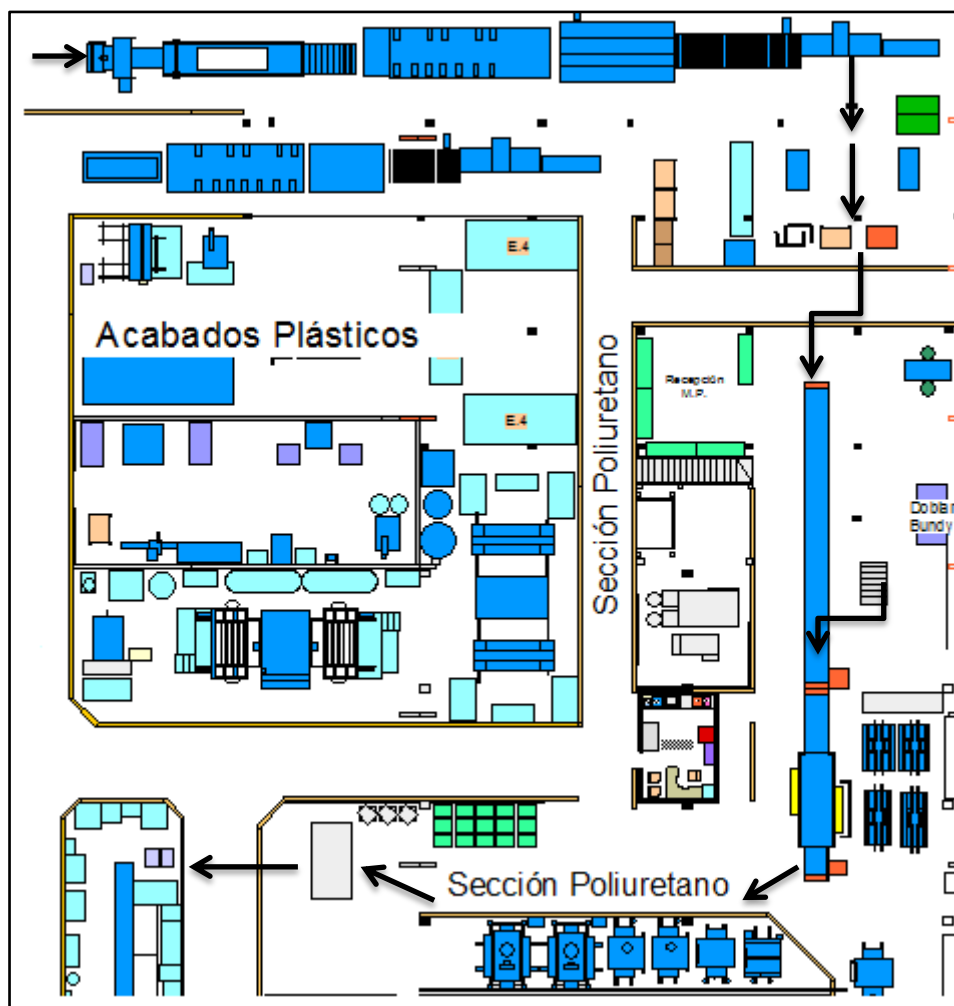 E.4
Acabados Plásticos
Recepción
M.P.
E.4
Sección Poliuretano
Doblar
Bundy
Sección Poliuretano